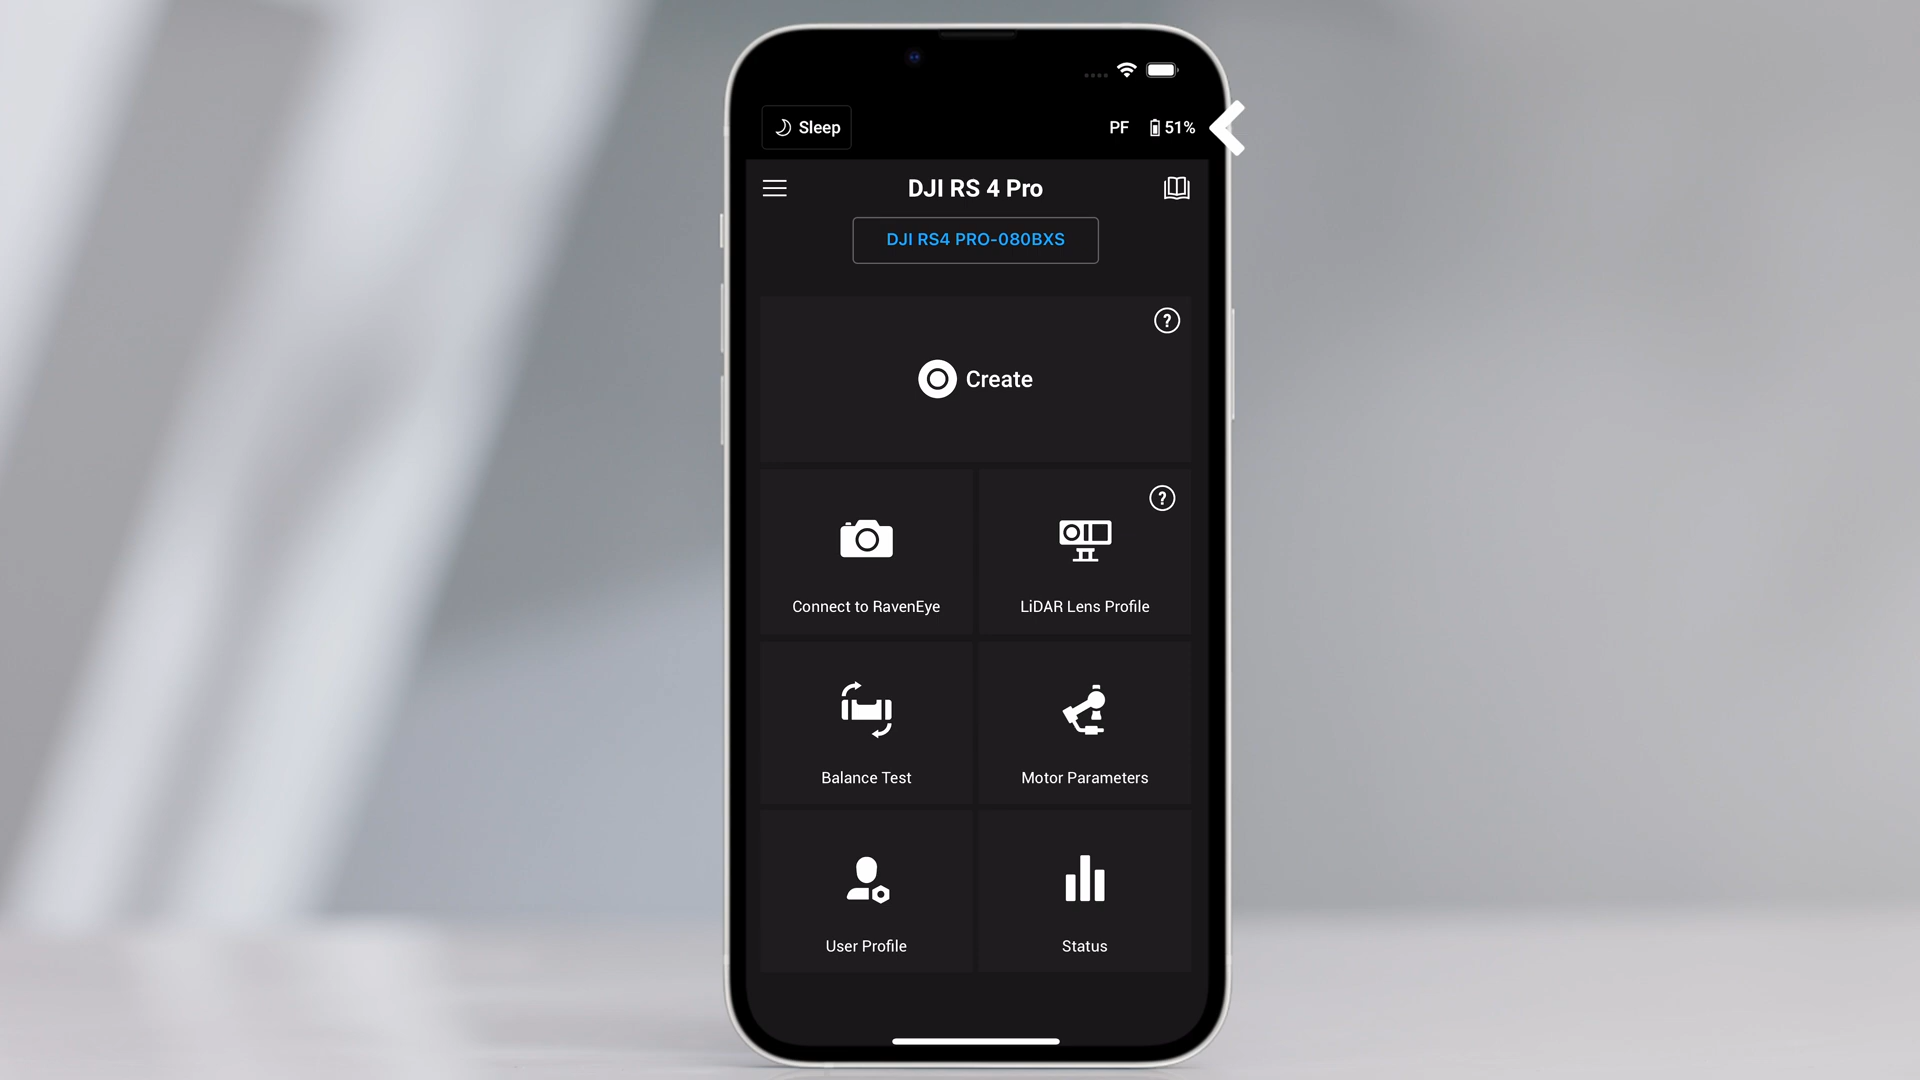 Sleep
PF
51%
DJI RS 4 Pro
DJI RS4 PRO-080BXS
?
Create
?
Connect to RavenEye
LiDAR Lens Profile
Balance Test
Motor Parameters
User Profile
Status